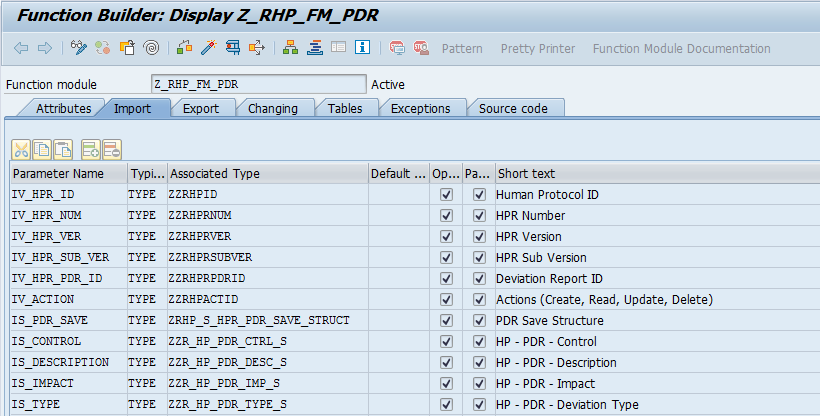 Function Builder: Display Z_RHP_FM_PDR
Pattern Pretty Printer Function Module Documentation
Function module Z_RHP_FM_PDR Active
Attributes Import Export Changing Tables Exceptions Source code
Parameter Name Typi... Associated Type Default ... Op... Pa... Short text
IV_HPR_ID TYPE ZZRHPID Human Protocol ID
IV_HPR_NUM TYPE ZZRHPRNUM HPR Number
IV_HPR_VER TYPE ZZRHPRVER HPR Version
IV_HPR_SUB_VER TYPE ZZRHPRSUBVER HPR Sub Version
IV_HPR_PDR_ID TYPE ZZRHPRPDRID Deviation Report ID
IV_ACTION TYPE ZZRHPACTID Actions (Create, Read, Update, Delete)
IS_PDR_SAVE TYPE ZRHP_S_HPR_PDR_SAVE_STRUCT PDR Save Structure
IS_CONTROL TYPE ZZR_HP_PDR_CTRL_S HP - PDR - Control
IS_DESCRIPTION TYPE ZZR_HP_PDR_DESC_S HP - PDR - Description
IS_IMPACT TYPE ZZR_HP_PDR_IMP_S HP - PDR - Impact
IS_TYPE TYPE ZZR_HP_PDR_TYPE_S HP - PDR - Deviation Type